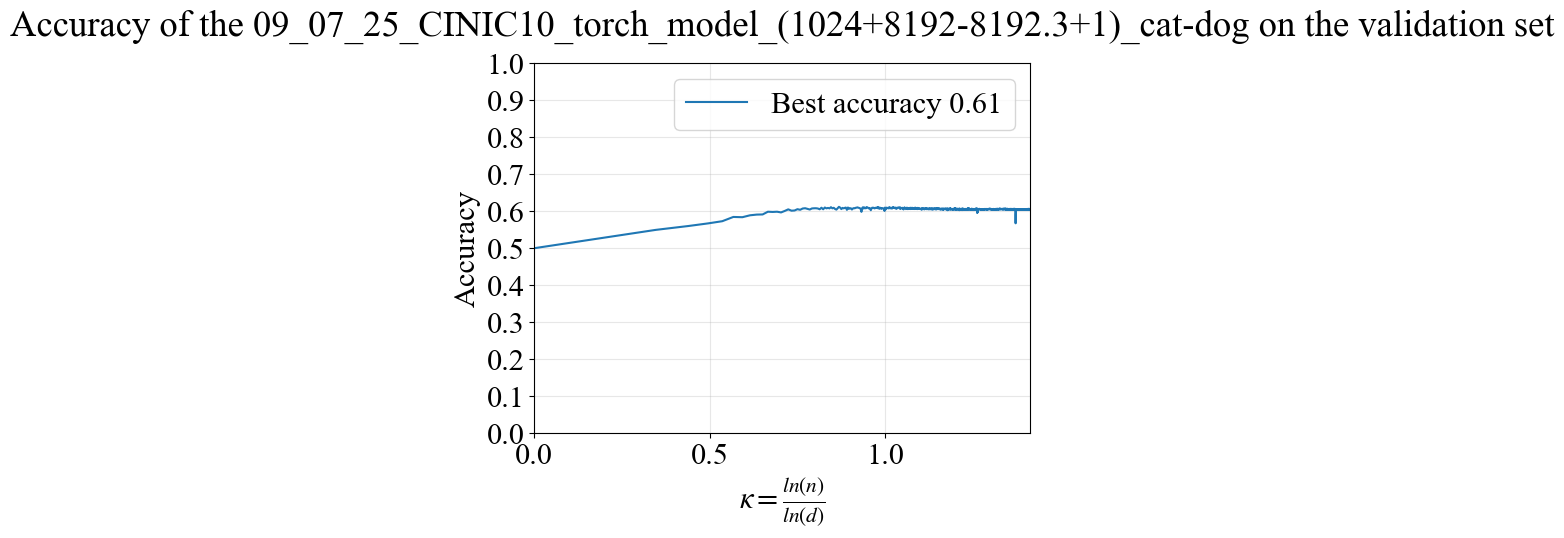 Accuracy of the 09_07_25_CINIC10_torch_model_(1024+8192-8192.3+1)_cat-dog on the validation set
1.0
0.9
0.8
0.7
0.6
0.5
0.4
0.3
0.2
0.1
0.0
Accuracy
Best accuracy 0.61
0.0 0.5 1.0
κ = ln(n) / ln(d)